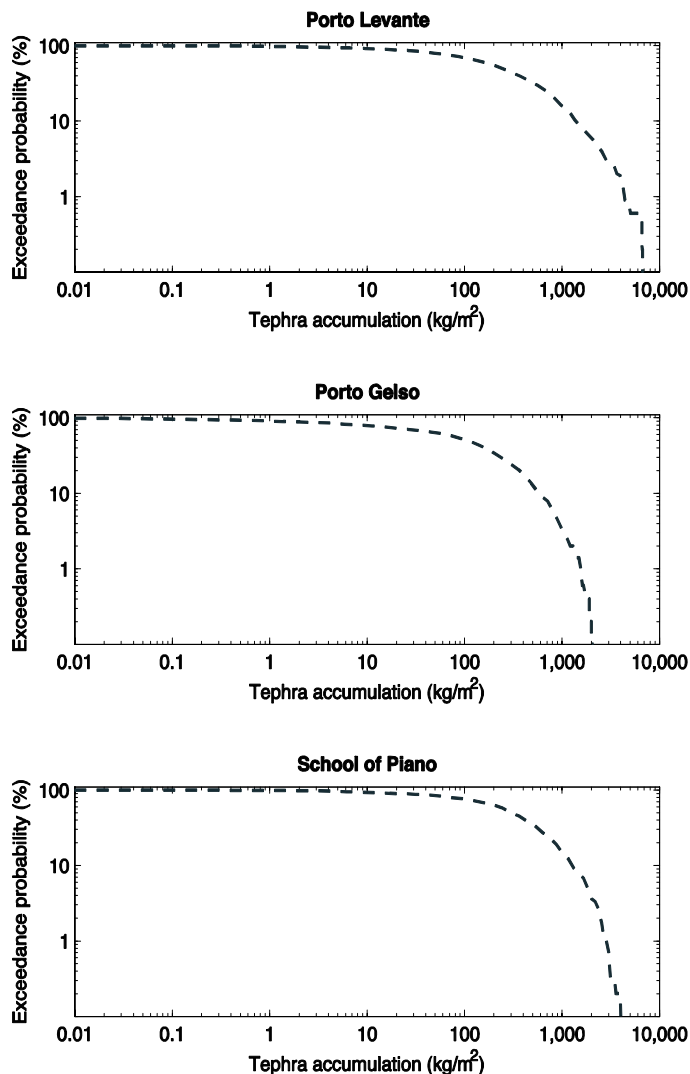 Porto Levante
Exceedance probability (%)
100
10
1
0.01 0.1 1 10 100 1,000 10,000
Tephra accumulation (kg/m²)
Porto Gelso
Exceedance probability (%)
100
10
1
0.01 0.1 1 10 100 1,000 10,000
Tephra accumulation (kg/m²)
School of Piano
Exceedance probability (%)
100
10
1
0.01 0.1 1 10 100 1,000 10,000
Tephra accumulation (kg/m²)